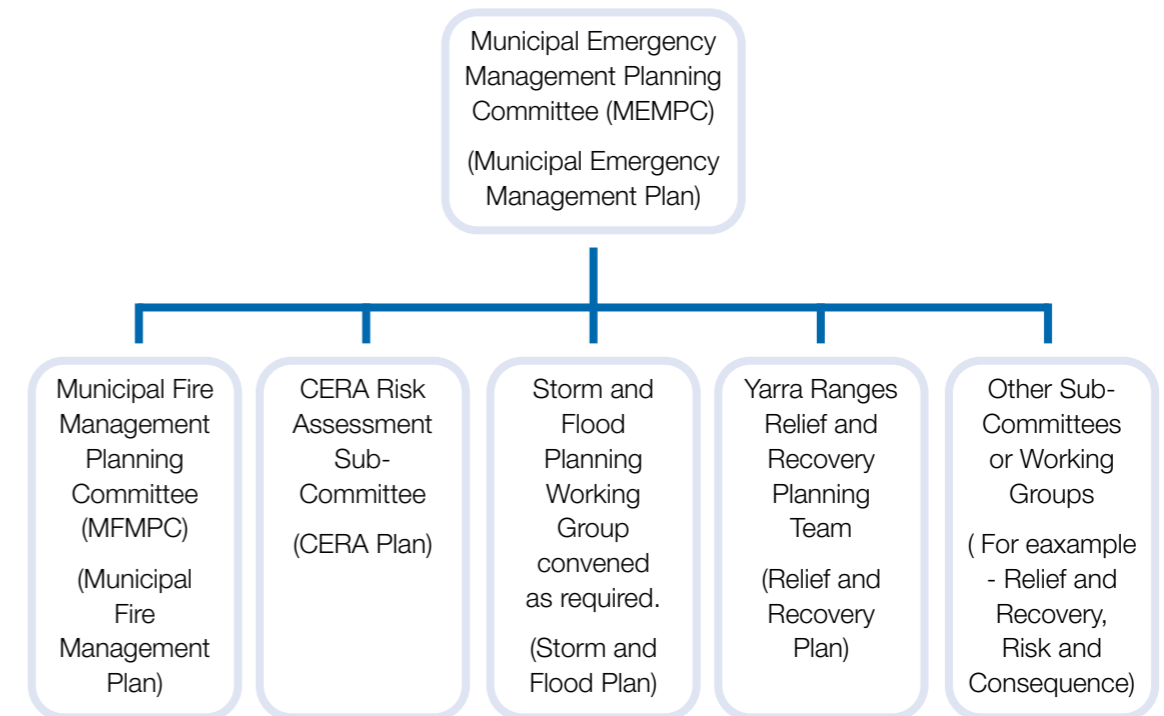 Municipal Emergency
Management Planning
Committee (MEMPC)
(Municipal Emergency
Management Plan)
Municipal Fire
Management
Planning
Committee
(MFMPC)
(Municipal
Fire
Management
Plan)
CERA Risk
Assessment
Sub-
Committee
(CERA Plan)
Storm and
Flood
Planning
Working
Group
convened
as required.
(Storm and
Flood Plan)
Yarra Ranges
Relief and
Recovery
Planning
Team
(Relief and
Recovery
Plan)
Other Sub-
Committees
or Working
Groups
( For eaxample
- Relief and
Recovery,
Risk and
Consequence)